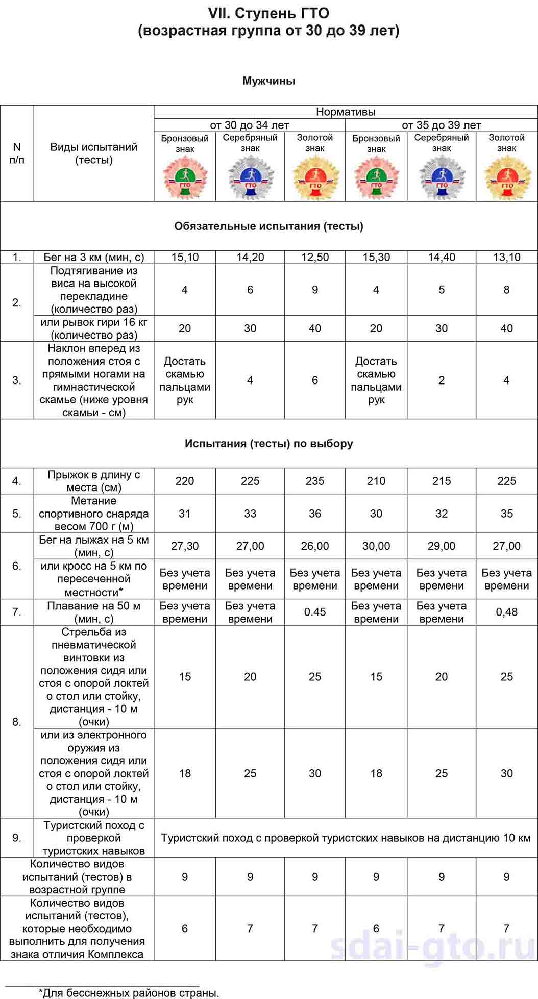 VII. Ступень ГТО
(возрастная группа от 30 до 39 лет)
Мужчины
N
п/п
Виды испытаний
(тесты)
Нормативы
от 30 до 34 лет
от 35 до 39 лет
Бронзовый
знак
Серебряный
знак
Золотой
знак
Бронзовый
знак
Серебряный
знак
Золотой
знак
ГТО
ГТО
ГТО
ГТО
ГТО
ГТО
Обязательные испытания (тесты)
1.
Бег на 3 км (мин, с)
15,10
14,20
12,50
15,30
14,40
13,10
2.
Подтягивание из
виса на высокой
перекладине
(количество раз)
4
6
9
4
5
8
или рывок гири 16 кг
(количество раз)
20
30
40
20
30
40
3.
Наклон вперед из
положения стоя с
прямыми ногами на
гимнастической
скамье (ниже уровня
скамьи - см)
Достать
скамью
пальцами
рук
4
6
Достать
скамью
пальцами
рук
2
4
Испытания (тесты) по выбору
4.
Прыжок в длину с
места (см)
220
225
235
210
215
225
5.
Метание
спортивного снаряда
весом 700 г (м)
31
33
36
30
32
35
6.
Бег на лыжах на 5 км
(мин, с)
27,30
27,00
26,00
30,00
29,00
27,00
или кросс на 5 км по
пересеченной
местности*
Без учета
времени
Без учета
времени
Без учета
времени
Без учета
времени
Без учета
времени
Без учета
времени
7.
Плавание на 50 м
(мин, с)
Без учета
времени
Без учета
времени
0.45
Без учета
времени
Без учета
времени
0,48
8.
Стрельба из
пневматической
винтовки из
положения сидя или
стоя с опорой локтей
о стол или стойку,
дистанция - 10 м
(очки)
15
20
25
15
20
25
или из электронного
оружия из
положения сидя или
стоя с опорой локтей
о стол или стойку,
дистанция - 10 м
(очки)
18
25
30
18
25
30
9.
Туристский поход с
проверкой
туристских навыков
Туристский поход с проверкой туристских навыков на дистанцию 10 км
Количество видов
испытаний (тестов) в
возрастной группе
9
9
9
9
9
9
Количество видов
испытаний (тестов),
которые необходимо
выполнить для получения
знака отличия Комплекса
6
7
7
6
7
7
sdai-gto.ru
*Для бесснежных районов страны.